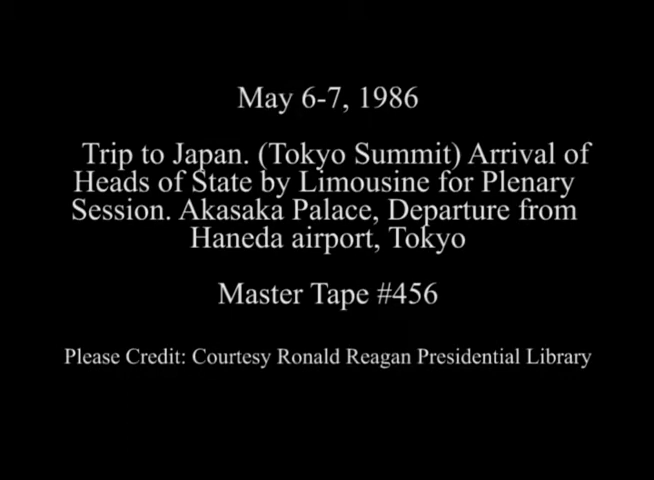 May 6-7, 1986
Trip to Japan. (Tokyo Summit) Arrival of
Heads of State by Limousine for Plenary
Session. Akasaka Palace, Departure from
Haneda airport, Tokyo
Master Tape #456
Please Credit: Courtesy Ronald Reagan Presidential Library